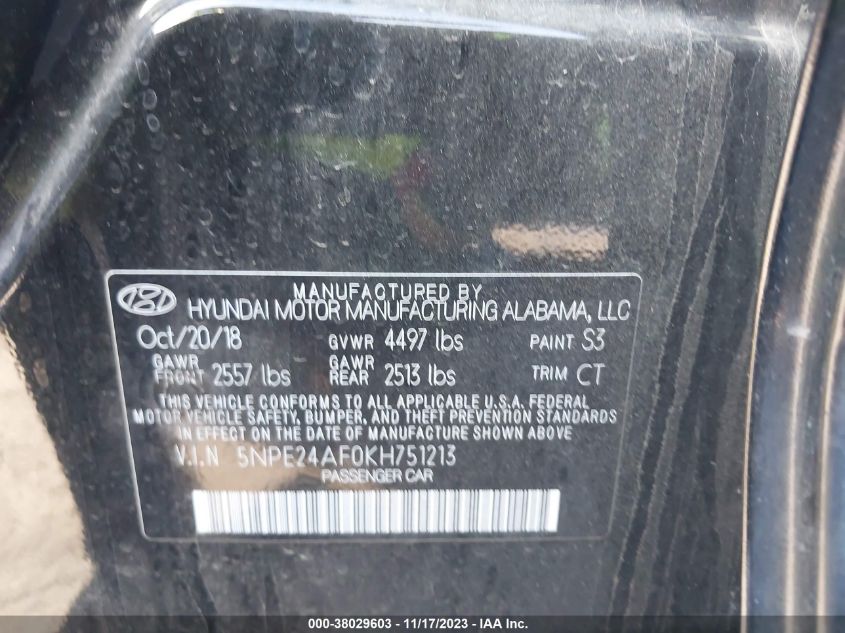 MANUFACTURED BY
HYUNDAI MOTOR MANUFACTURING ALABAMA, LLC
Oct/20/18 GVWR 4497 lbs PAINT S3
GAWR FRONT 2557 lbs GAWR REAR 2513 lbs TRIM CT
THIS VEHICLE CONFORMS TO ALL APPLICABLE U.S.A. FEDERAL
MOTOR VEHICLE SAFETY, BUMPER, AND THEFT PREVENTION STANDARDS
IN EFFECT ON THE DATE OF MANUFACTURE SHOWN ABOVE
V.I.N 5NPE24AF0KH751213
PASSENGER CAR
000-38029603 - 11/17/2023 - IAA Inc.